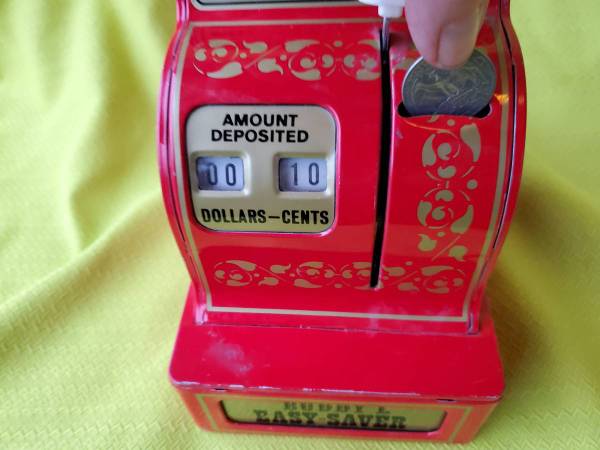 AMOUNT
DEPOSITED
00 10
DOLLARS-CENTS
BUDDY L
EASY-SAVER